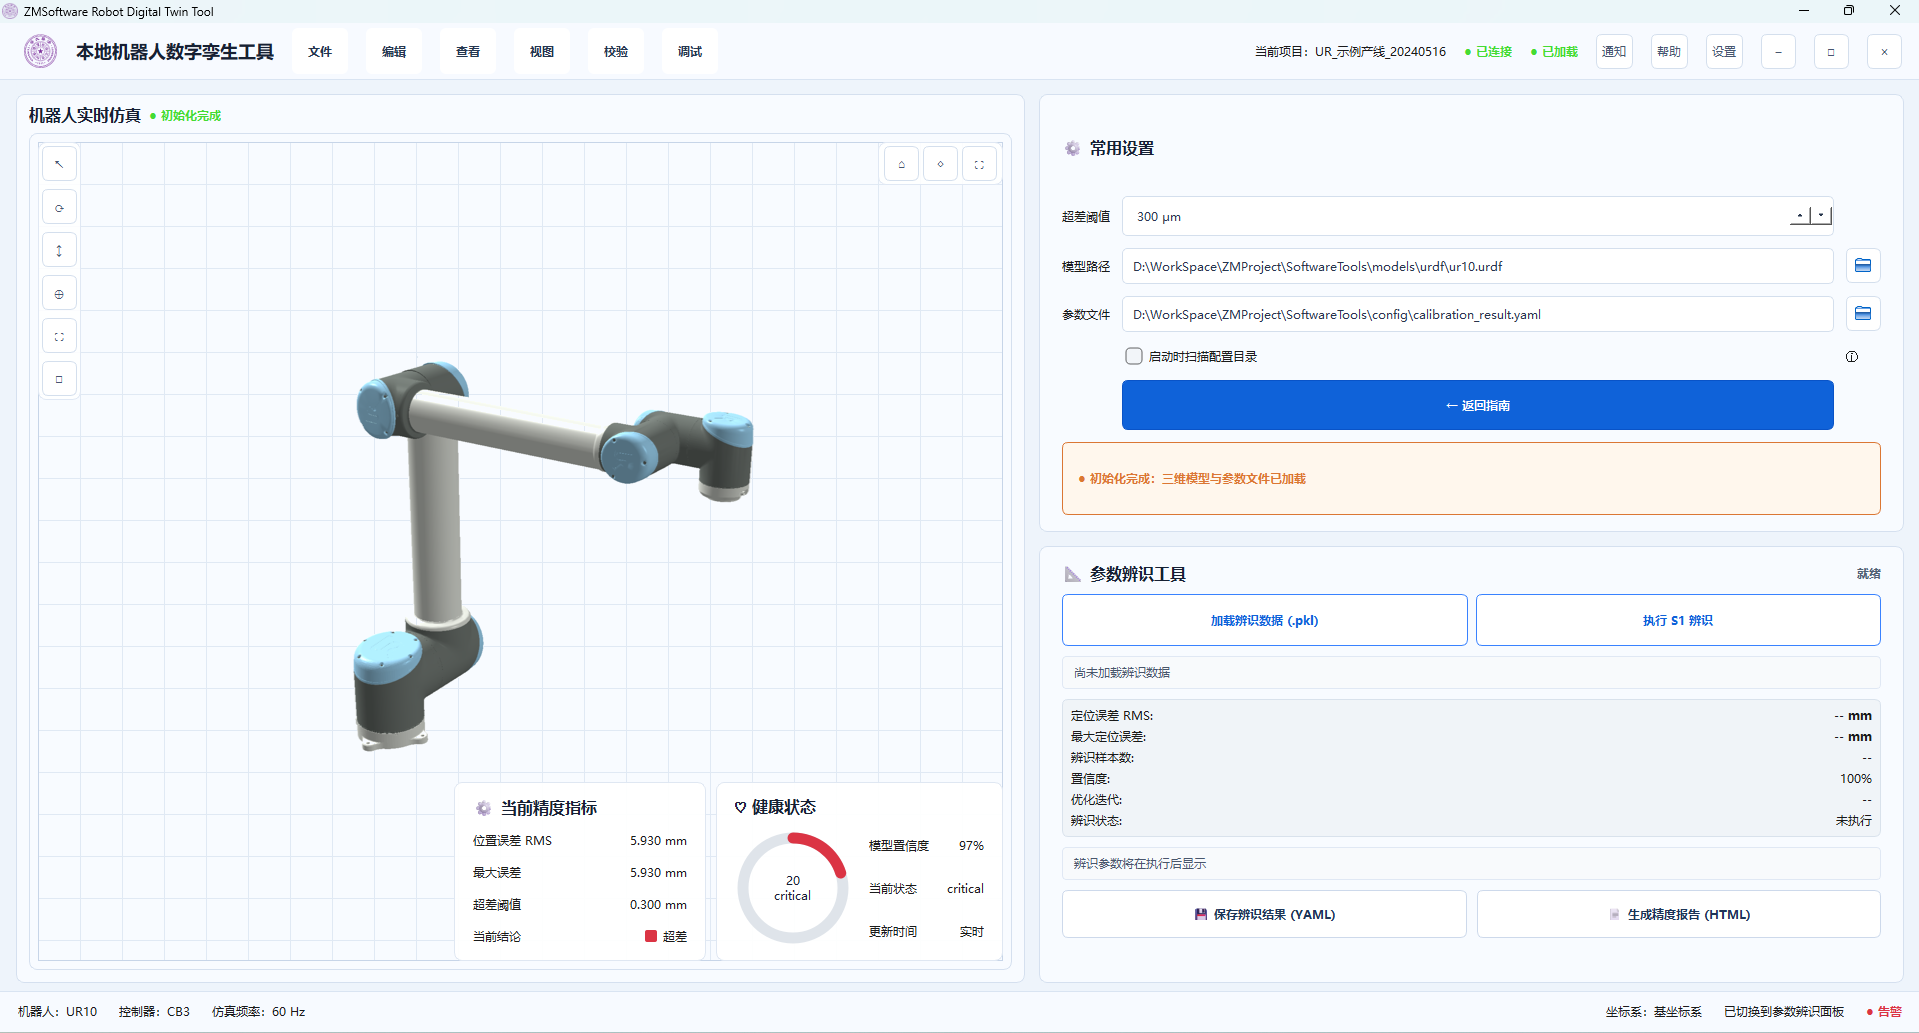 ZMSoftware Robot Digital Twin Tool
本地机器人数字孪生工具 文件 编辑 查看 视图 校验 调试 当前项目：UR_示例产线_20240516 ● 已连接 ● 已加载 通知 帮助 设置
机器人实时仿真 ● 初始化完成
常用设置
超差阈值 300 μm
模型路径 D:\WorkSpace\ZMProject\SoftwareTools\models\urdf\ur10.urdf
参数文件 D:\WorkSpace\ZMProject\SoftwareTools\config\calibration_result.yaml
启动时扫描配置目录
← 返回指南
● 初始化完成：三维模型与参数文件已加载
参数辨识工具 就绪
加载辨识数据 (.pkl) 执行 S1 辨识
尚未加载辨识数据
定位误差 RMS: -- mm
最大定位误差: -- mm
辨识样本数: --
置信度: 100%
优化迭代: --
辨识状态: 未执行
辨识参数将在执行后显示
保存辨识结果 (YAML) 生成精度报告 (HTML)
当前精度指标
位置误差 RMS 5.930 mm
最大误差 5.930 mm
超差阈值 0.300 mm
当前结论 超差
♡ 健康状态
20
critical
模型置信度 97%
当前状态 critical
更新时间 实时
机器人：UR10 控制器：CB3 仿真频率：60 Hz 坐标系：基坐标系 已切换到参数辨识面板 ● 告警